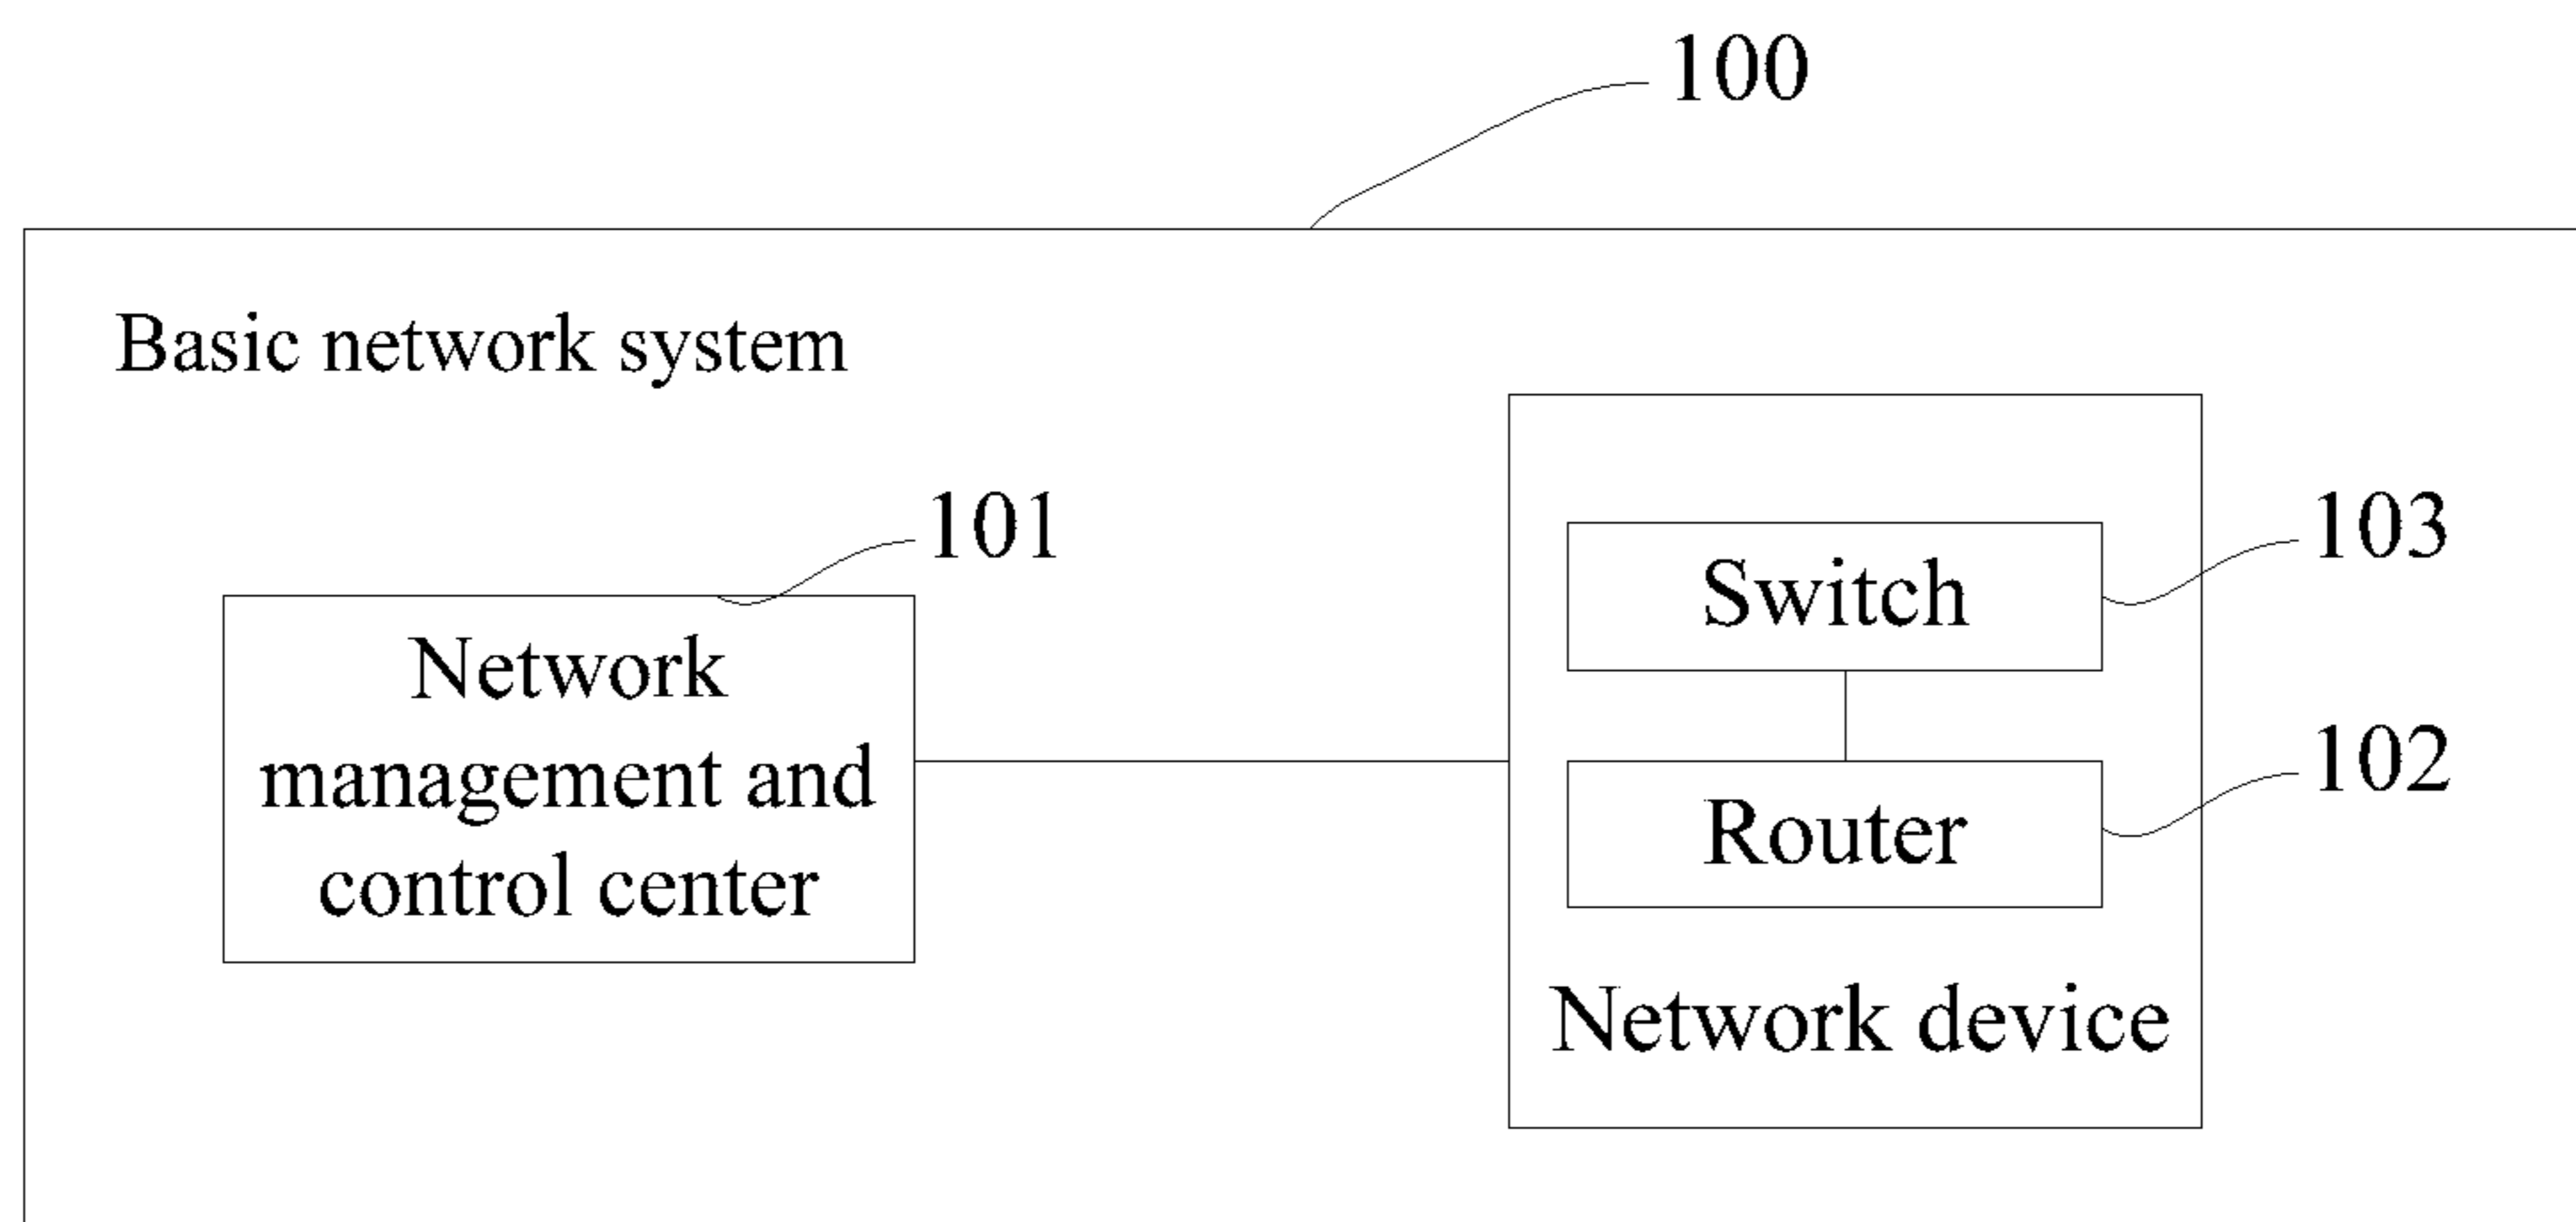 100
Basic network system
101
103
Switch
Network
management and
control center
102
Router
Network device